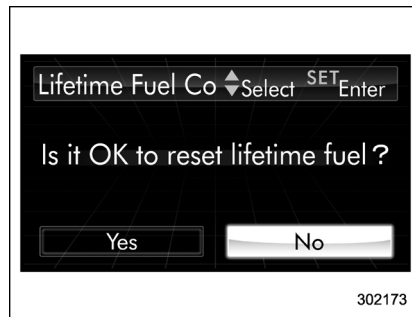 Lifetime Fuel Co Select SET Enter
Is it OK to reset lifetime fuel?
Yes No
302173